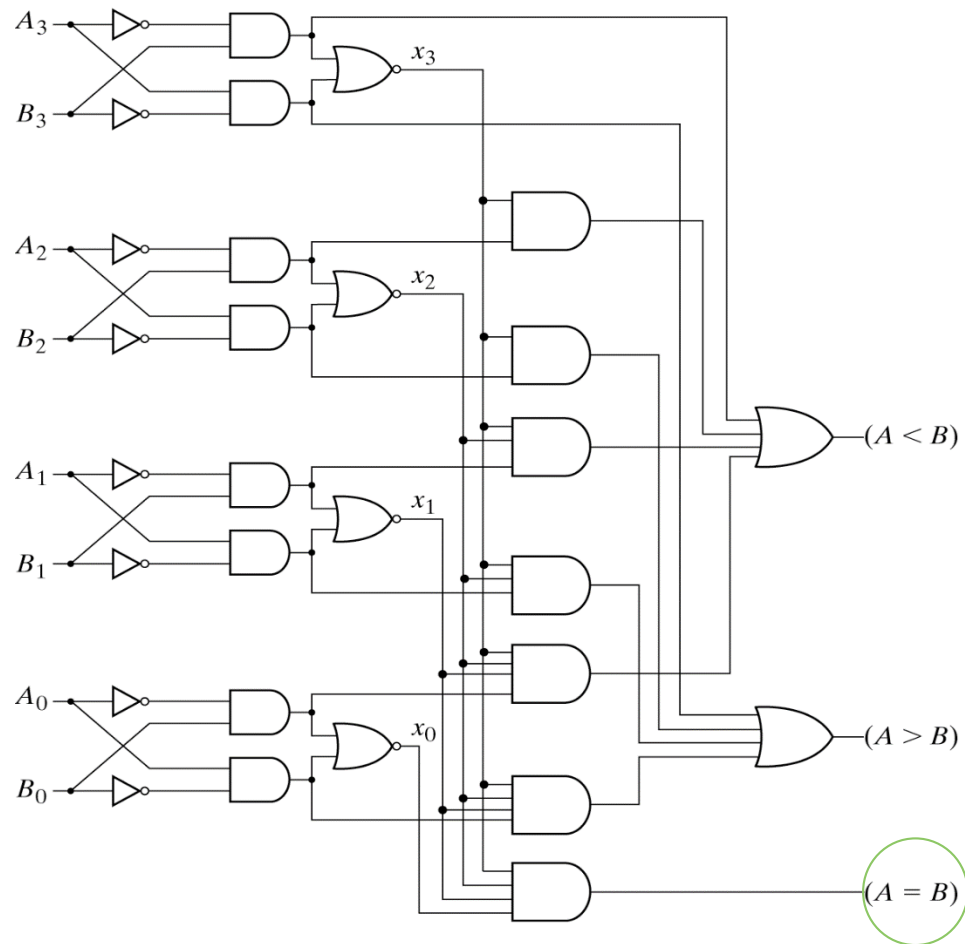 A₃
x₃
B₃
A₂
x₂
B₂
(A < B)
A₁
x₁
B₁
A₀
x₀
(A > B)
B₀
(A = B)